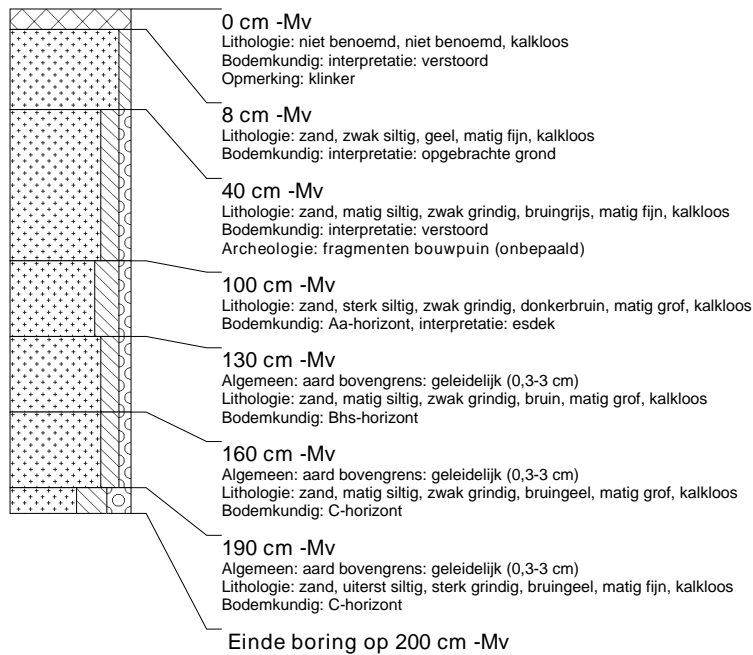 0 cm -Mv
Lithologie: niet benoemd, niet benoemd, kalkloos
Bodemkundig: interpretatie: verstoord
Opmerking: klinker
8 cm -Mv
Lithologie: zand, zwak siltig, geel, matig fijn, kalkloos
Bodemkundig: interpretatie: opgebrachte grond
40 cm -Mv
Lithologie: zand, matig siltig, zwak grindig, bruingrijs, matig fijn, kalkloos
Bodemkundig: interpretatie: verstoord
Archeologie: fragmenten bouwpuin (onbepaald)
100 cm -Mv
Lithologie: zand, sterk siltig, zwak grindig, donkerbruin, matig grof, kalkloos
Bodemkundig: Aa-horizont, interpretatie: esdek
130 cm -Mv
Algemeen: aard bovengrens: geleidelijk (0,3-3 cm)
Lithologie: zand, matig siltig, zwak grindig, bruin, matig grof, kalkloos
Bodemkundig: Bhs-horizont
160 cm -Mv
Algemeen: aard bovengrens: geleidelijk (0,3-3 cm)
Lithologie: zand, matig siltig, zwak grindig, bruingeel, matig grof, kalkloos
Bodemkundig: C-horizont
190 cm -Mv
Algemeen: aard bovengrens: geleidelijk (0,3-3 cm)
Lithologie: zand, uiterst siltig, sterk grindig, bruingeel, matig fijn, kalkloos
Bodemkundig: C-horizont
Einde boring op 200 cm -Mv